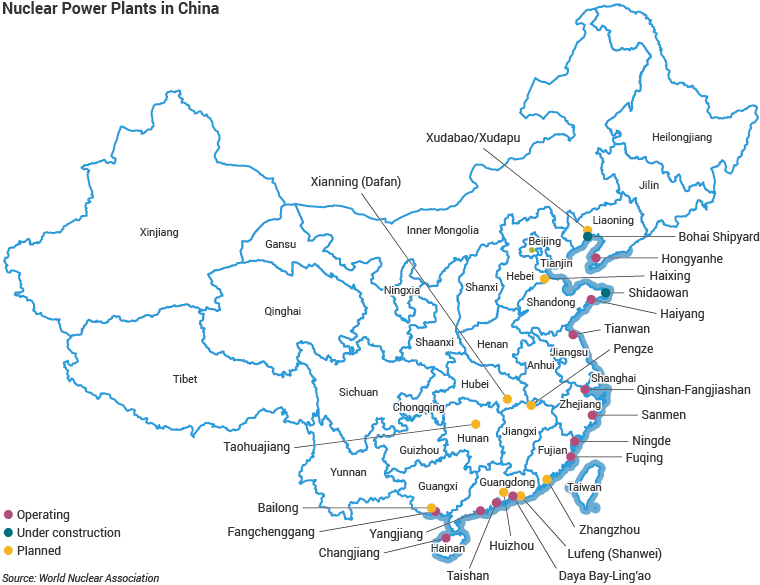 Nuclear Power Plants in China
Heilongjiang
Xudabao/Xudapu
Jilin
Xianning (Dafan)
Liaoning
Xinjiang
Inner Mongolia
Bohai Shipyard
Gansu
Beijing
Hongyanhe
Tianjin
Hebei
Haixing
Ningxia
Shanxi
Shidaowan
Shandong
Qinghai
Haiyang
Tianwan
Shaanxi
Henan
Jiangsu
Pengze
Anhui
Tibet
Sichuan
Hubei
Shanghai
Qinshan-Fangjiashan
Chongqing
Zhejiang
Sanmen
Taohuajiang
Hunan
Jiangxi
Ningde
Guizhou
Fujian
Fuqing
Yunnan
Guangxi
Guangdong
Taiwan
Bailong
Operating
Under construction
Planned
Fangchenggang
Yangjiang
Zhangzhou
Changjiang
Hainan
Huizhou
Lufeng (Shanwei)
Taishan
Daya Bay-Ling’ao
Source: World Nuclear Association